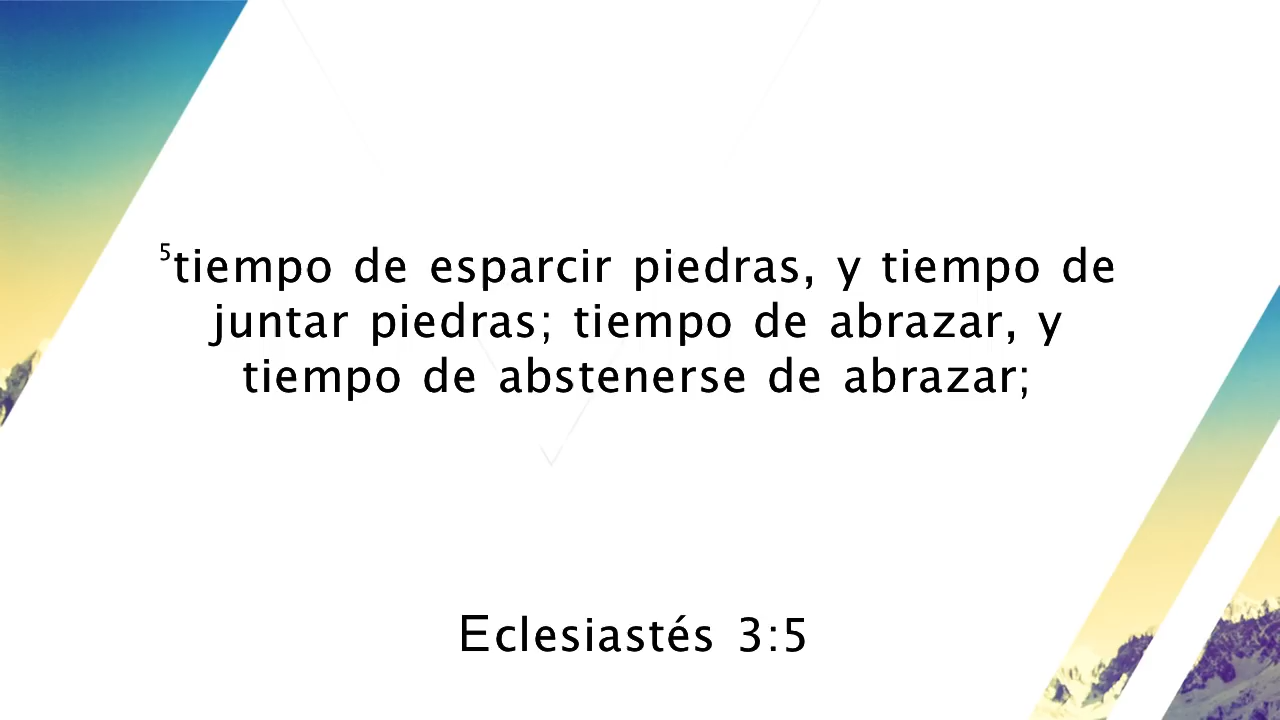 ⁵tiempo de esparcir piedras, y tiempo de
juntar piedras; tiempo de abrazar, y
tiempo de abstenerse de abrazar;
Eclesiastés 3:5